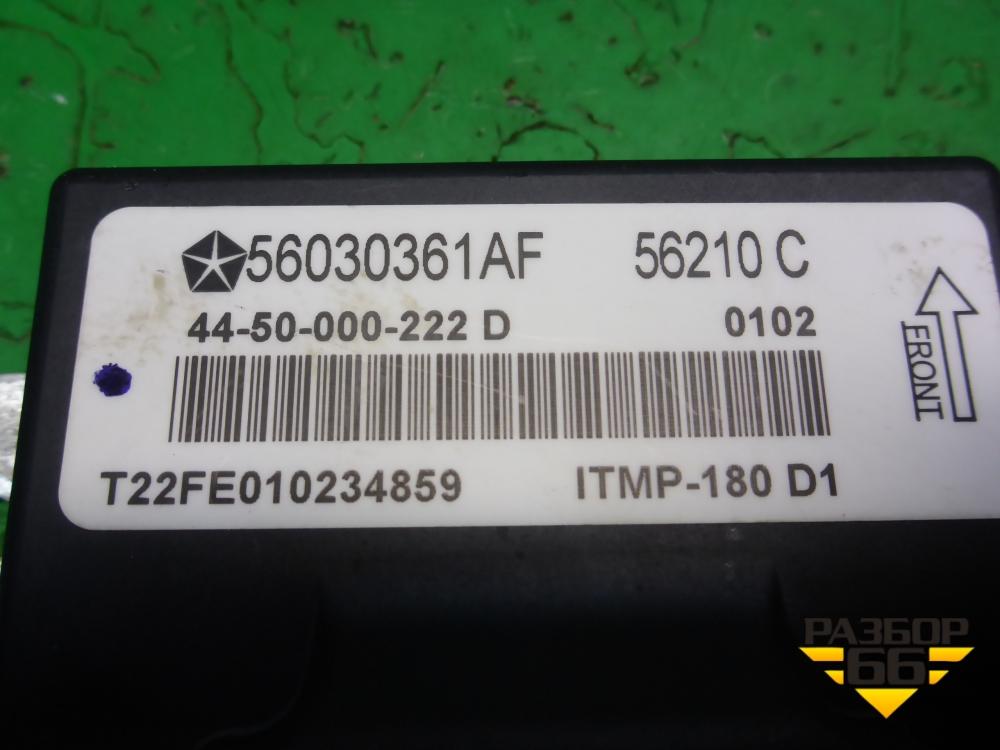 56030361AF 56210 C
44-50-000-222 D 0102
FRONT
T22FE010234859 ITMP-180 D1
РАЗБОР
66